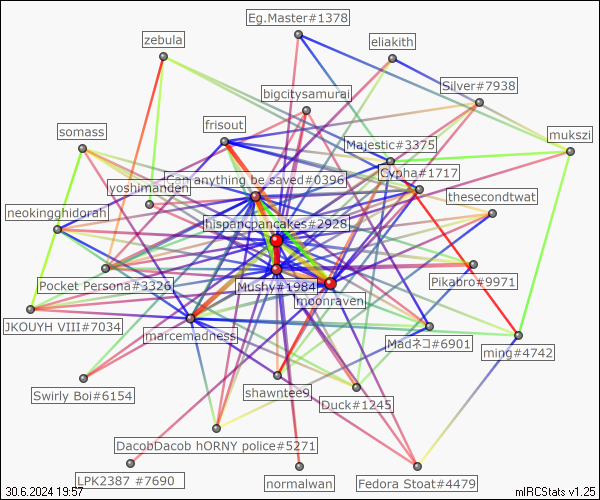 Eg.Master#1378
zebula
eliakith
Silver#7938
bigcitysamurai
frisout
somass
mukszi
Majestic#3375
Cypha#1717
Can anything be saved#0396
yoshimanden
thesecondtwat
neokingghidorah
hispancpancakes#2928
Pocket Persona#3326
Mushy#1984
Pikabro#9971
moonraven
JKOUYH VIII#7034
marcemadness
Madネコ#6901
ming#4742
Swirly Boi#6154
shawntee9
Duck#1245
DacobDacob hORNY police#5271
LPK2387 #7690
normalwan
Fedora Stoat#4479
30.6.2024 19:57
mIRCStats v1.25